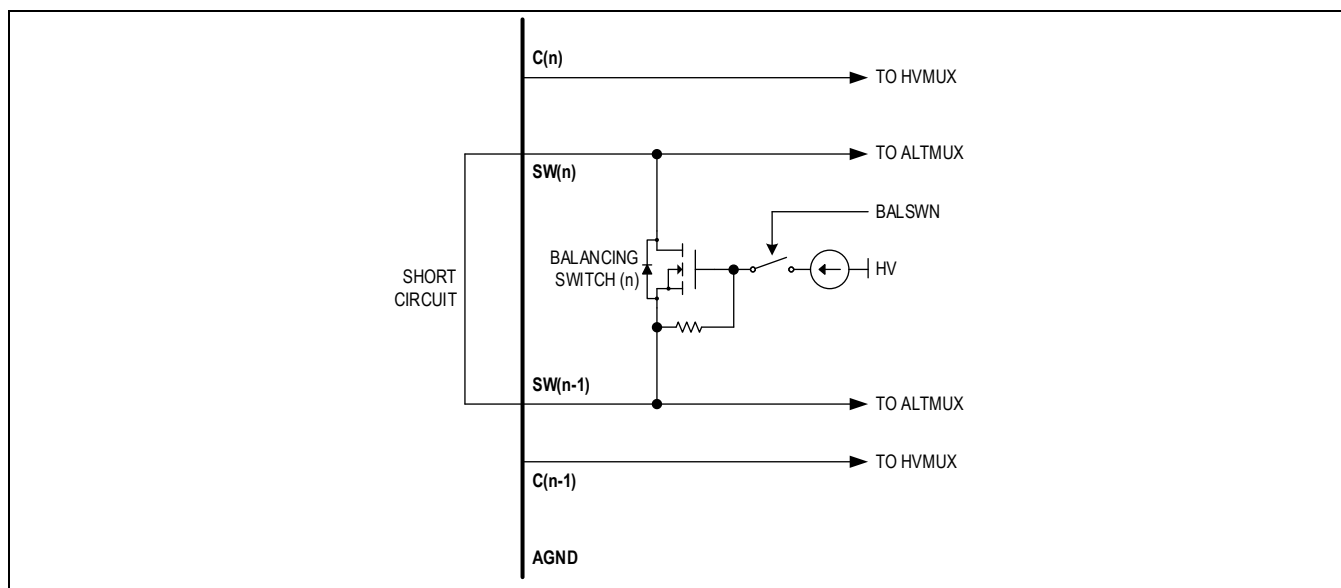 C(n)
TO HVMUX
TO ALTMUX
SW(n)
BALSWN
BALANCING
SWITCH (n)
HV
SHORT
CIRCUIT
SW(n-1)
TO ALTMUX
TO HVMUX
C(n-1)
AGND